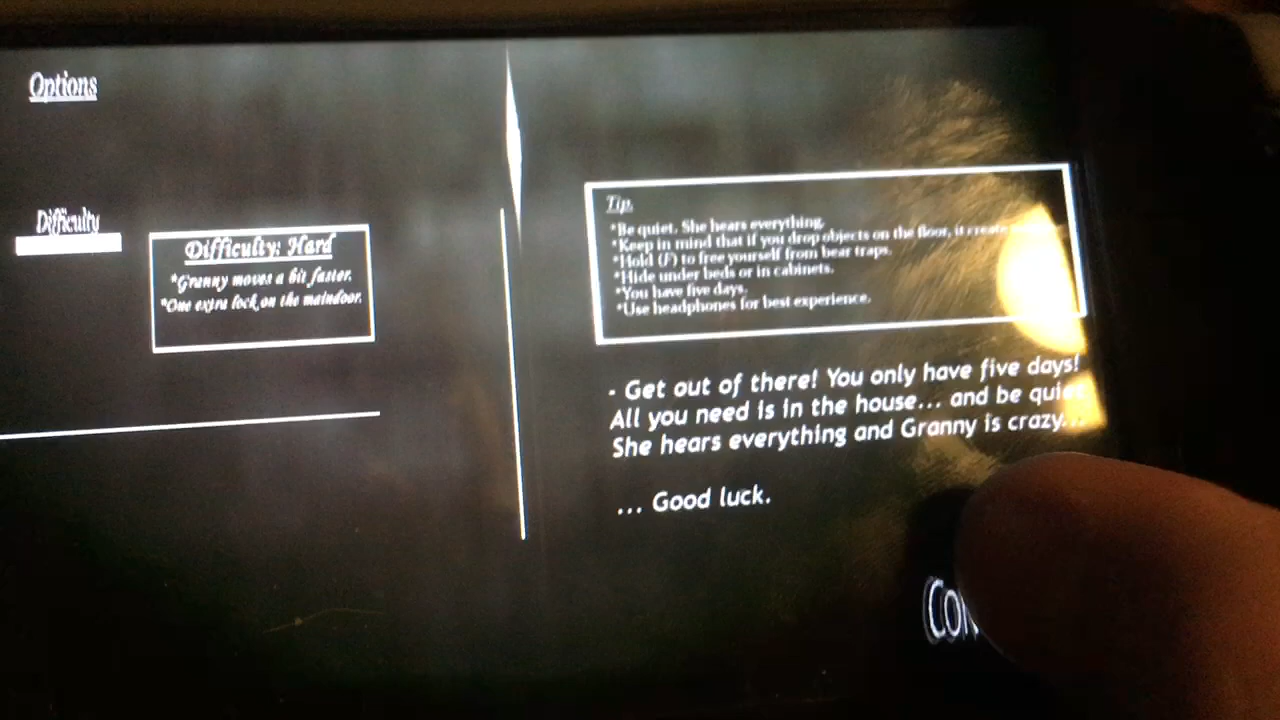 Options
Difficulty
Difficulty: Hard
*Granny moves a bit faster.
*One extra lock on the maindoor.
Tip.
*Be quiet. She hears everything.
*Keep in mind that if you drop objects on the floor, it create
*Hold (F) to free yourself from bear traps.
*Hide under beds or in cabinets.
*You have five days.
*Use headphones for best experience.
- Get out of there! You only have five days!
All you need is in the house... and be quiet
She hears everything and Granny is crazy...
... Good luck.
Con